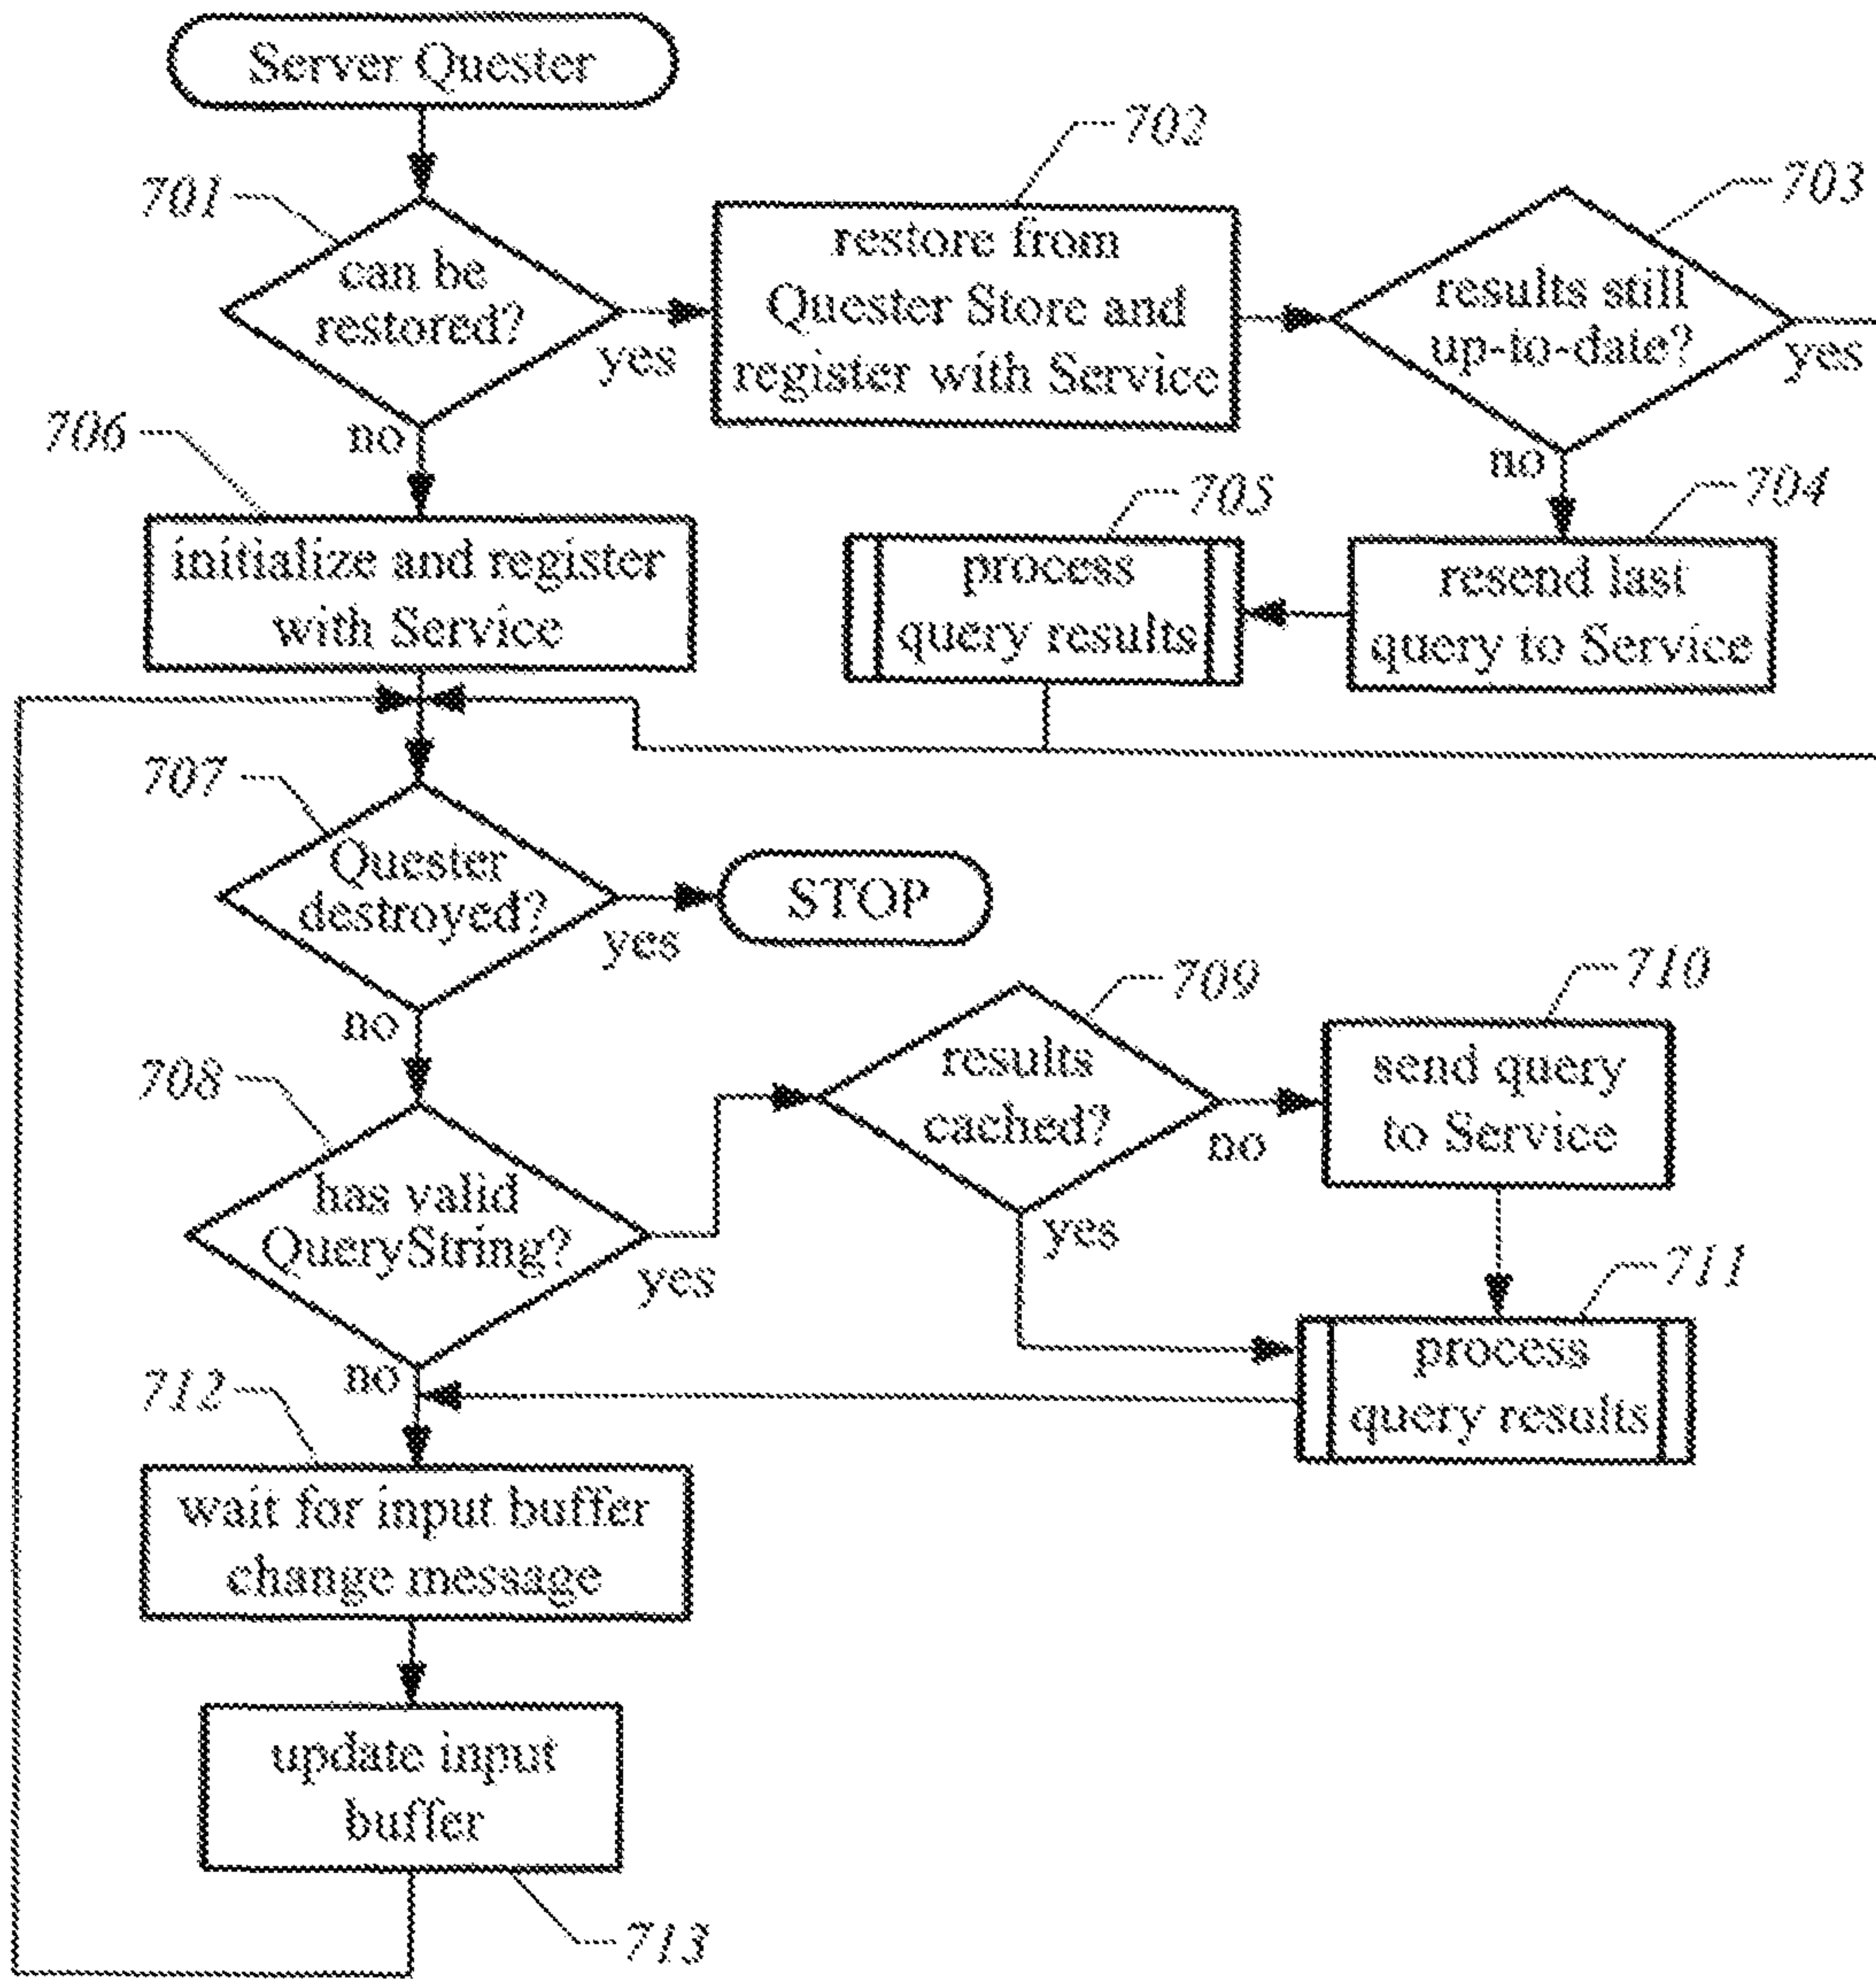 Server Quester
701
can be
restored?
yes
no
702
restore from
Quester Store and
register with Service
703
results still
up-to-date?
yes
no
704
resend last
query to Service
705
process
query results
706
initialize and register
with Service
707
Quester
destroyed?
yes
no
STOP
708
has valid
QueryString?
yes
no
709
results
cached?
no
yes
710
send query
to Service
711
process
query results
712
wait for input buffer
change message
update input
buffer
713